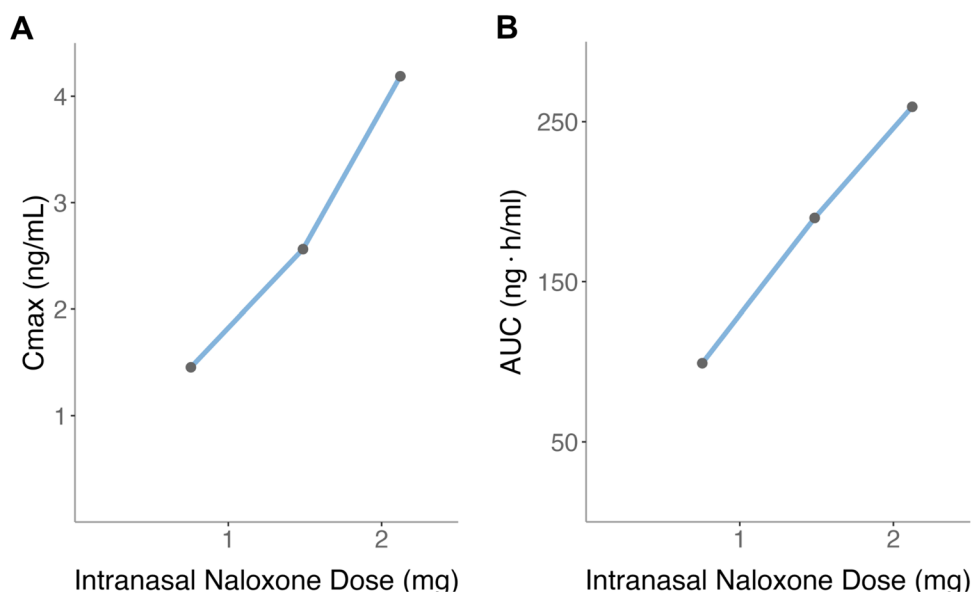 A
Cmax (ng/mL)
4
3
2
1
1 2
Intranasal Naloxone Dose (mg)
B
AUC (ng · h/ml)
250
150
50
1 2
Intranasal Naloxone Dose (mg)